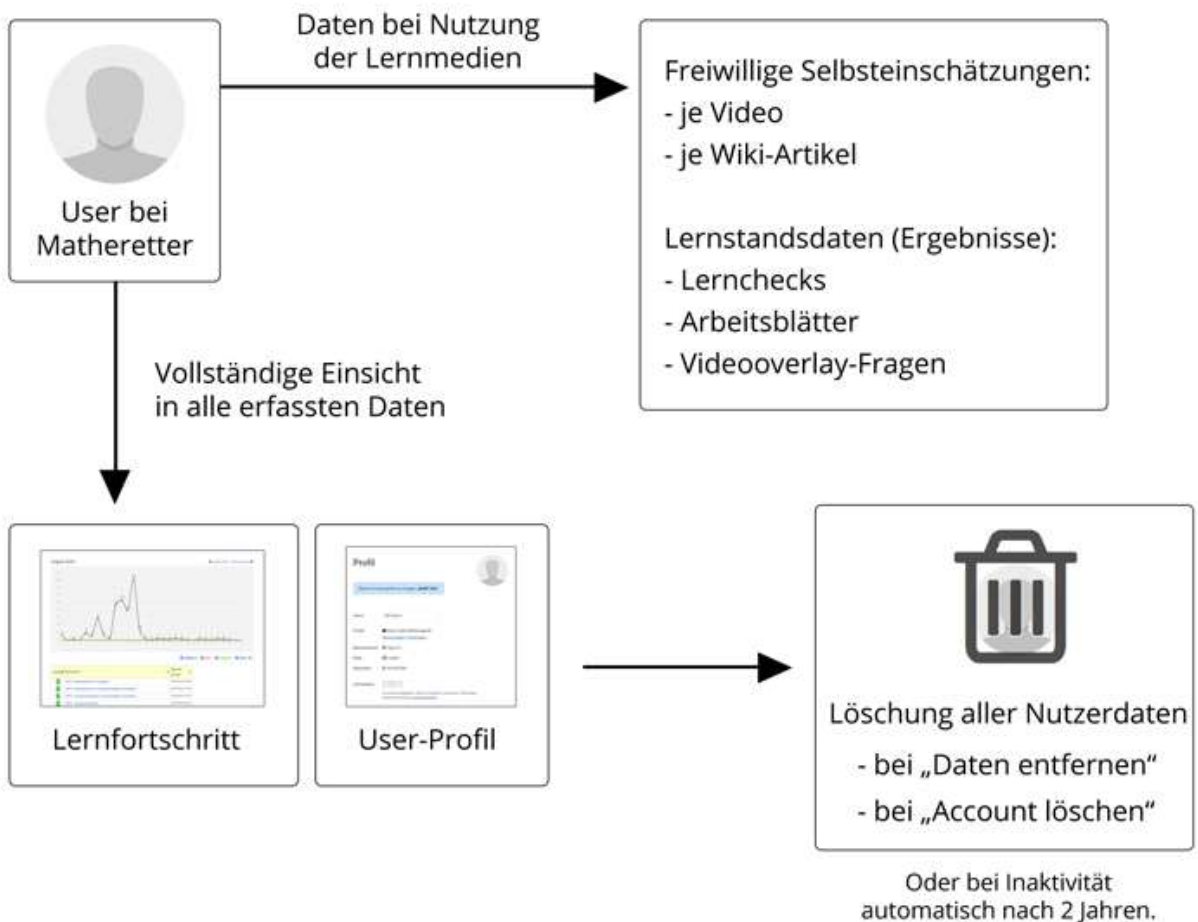 Daten bei Nutzung
der Lernmedien
User bei
Matheretter
Freiwillige Selbsteinschätzungen:
- je Video
- je Wiki-Artikel
Lernstandsdaten (Ergebnisse):
- Lernchecks
- Arbeitsblätter
- Videooverlay-Fragen
Vollständige Einsicht
in alle erfassten Daten
Lernfortschritt
Profil
User-Profil
Löschung aller Nutzerdaten
- bei „Daten entfernen“
- bei „Account löschen“
Oder bei Inaktivität
automatisch nach 2 Jahren.